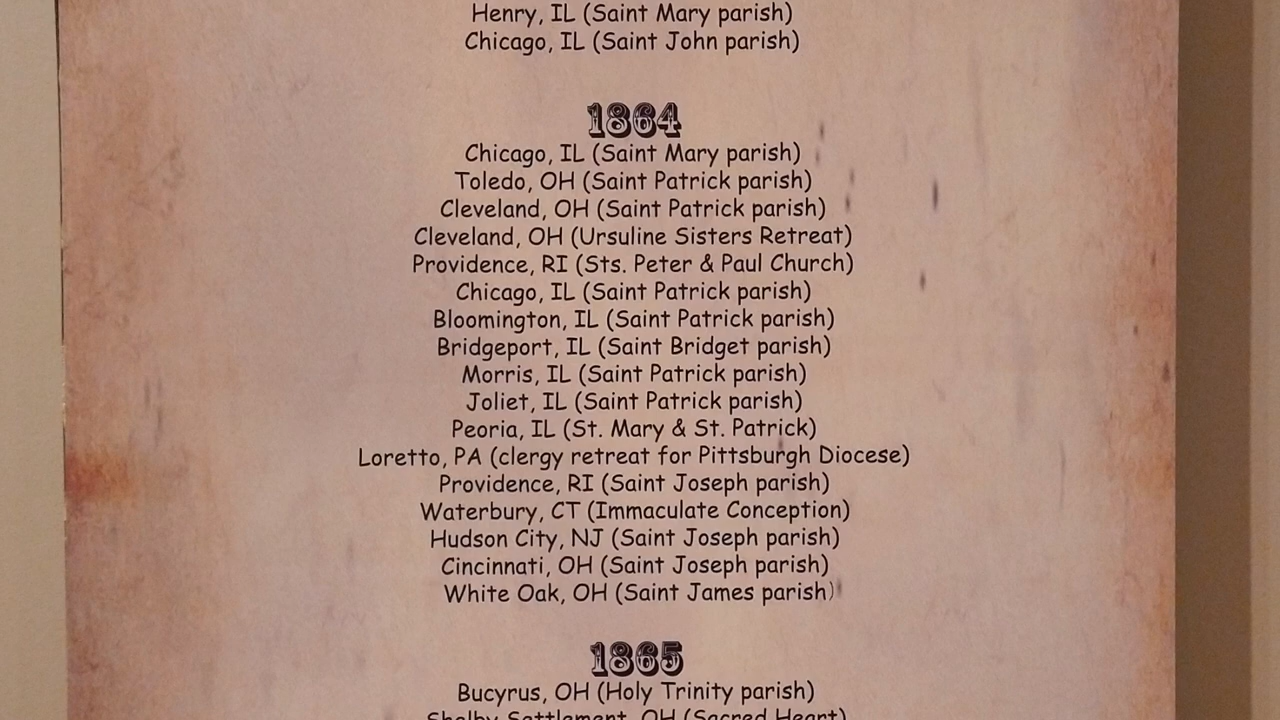 Henry, IL (Saint Mary parish)
Chicago, IL (Saint John parish)
1864
Chicago, IL (Saint Mary parish)
Toledo, OH (Saint Patrick parish)
Cleveland, OH (Saint Patrick parish)
Cleveland, OH (Ursuline Sisters Retreat)
Providence, RI (Sts. Peter & Paul Church)
Chicago, IL (Saint Patrick parish)
Bloomington, IL (Saint Patrick parish)
Bridgeport, IL (Saint Bridget parish)
Morris, IL (Saint Patrick parish)
Joliet, IL (Saint Patrick parish)
Peoria, IL (St. Mary & St. Patrick)
Loretto, PA (clergy retreat for Pittsburgh Diocese)
Providence, RI (Saint Joseph parish)
Waterbury, CT (Immaculate Conception)
Hudson City, NJ (Saint Joseph parish)
Cincinnati, OH (Saint Joseph parish)
White Oak, OH (Saint James parish)
1865
Bucyrus, OH (Holy Trinity parish)
Shelby Settlement, OH (Sacred Heart)